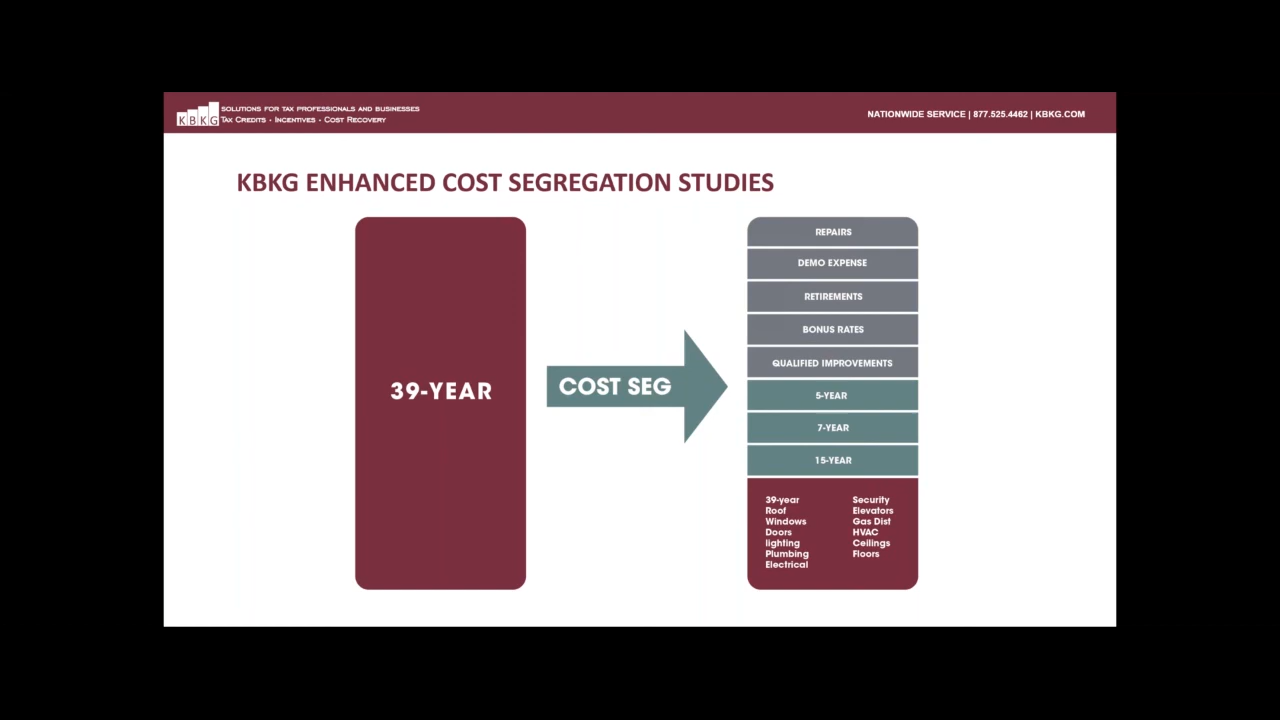 KBKG
SOLUTIONS FOR TAX PROFESSIONALS AND BUSINESSES
TAX CREDITS • INCENTIVES • COST RECOVERY
NATIONWIDE SERVICE | 877.525.4462 | KBKG.COM
KBKG ENHANCED COST SEGREGATION STUDIES
39-YEAR
COST SEG
REPAIRS
DEMO EXPENSE
RETIREMENTS
BONUS RATES
QUALIFIED IMPROVEMENTS
5-YEAR
7-YEAR
15-YEAR
39-year
Roof
Windows
Doors
lighting
Plumbing
Electrical
Security
Elevators
Gas Dist
HVAC
Ceilings
Floors